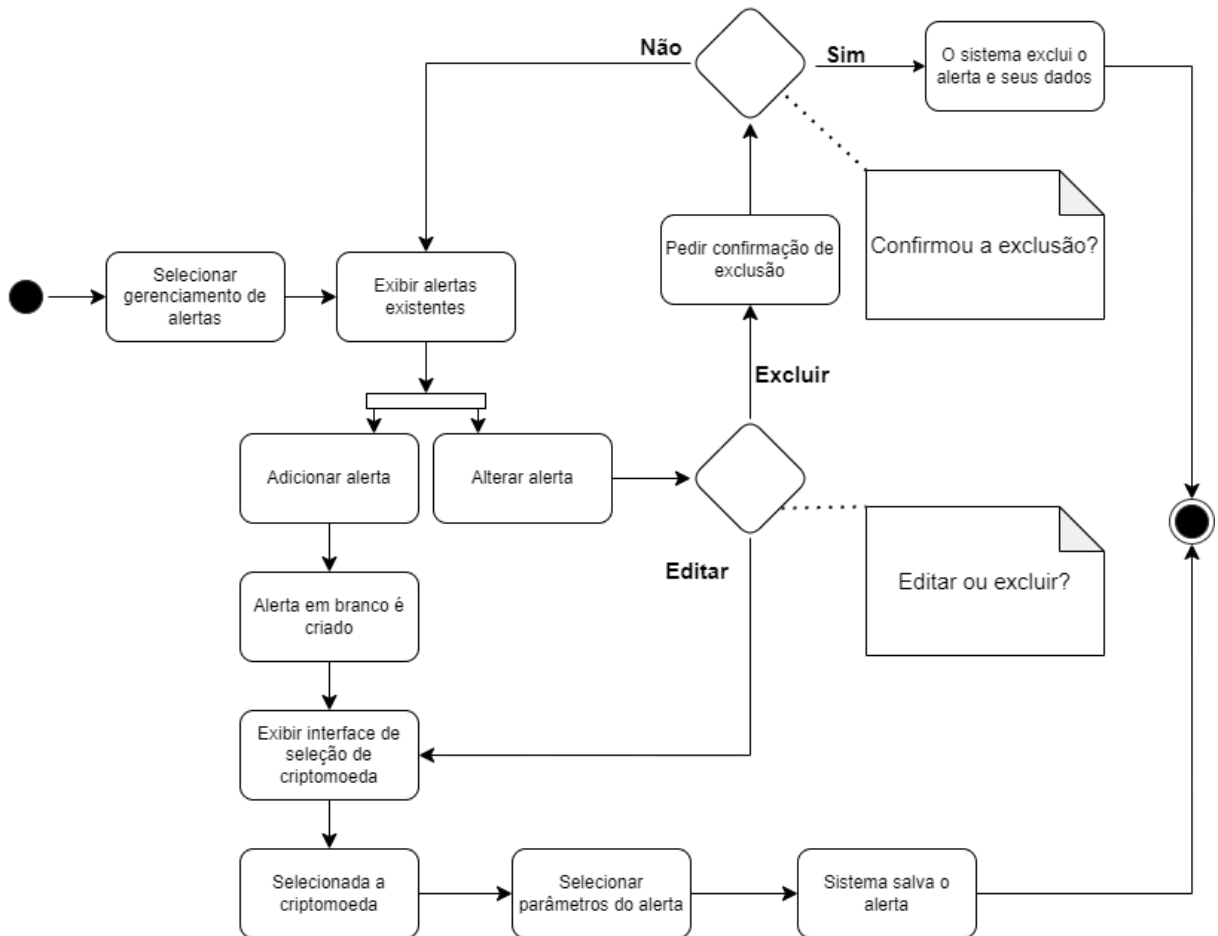 Não
Sim
O sistema exclui o
alerta e seus dados
Confirmou a exclusão?
Pedir confirmação de
exclusão
Selecionar
gerenciamento de
alertas
Exibir alertas
existentes
Excluir
Adicionar alerta
Alterar alerta
Editar
Editar ou excluir?
Alerta em branco é
criado
Exibir interface de
seleção de
criptomoeda
Selecionada a
criptomoeda
Selecionar
parâmetros do alerta
Sistema salva o
alerta